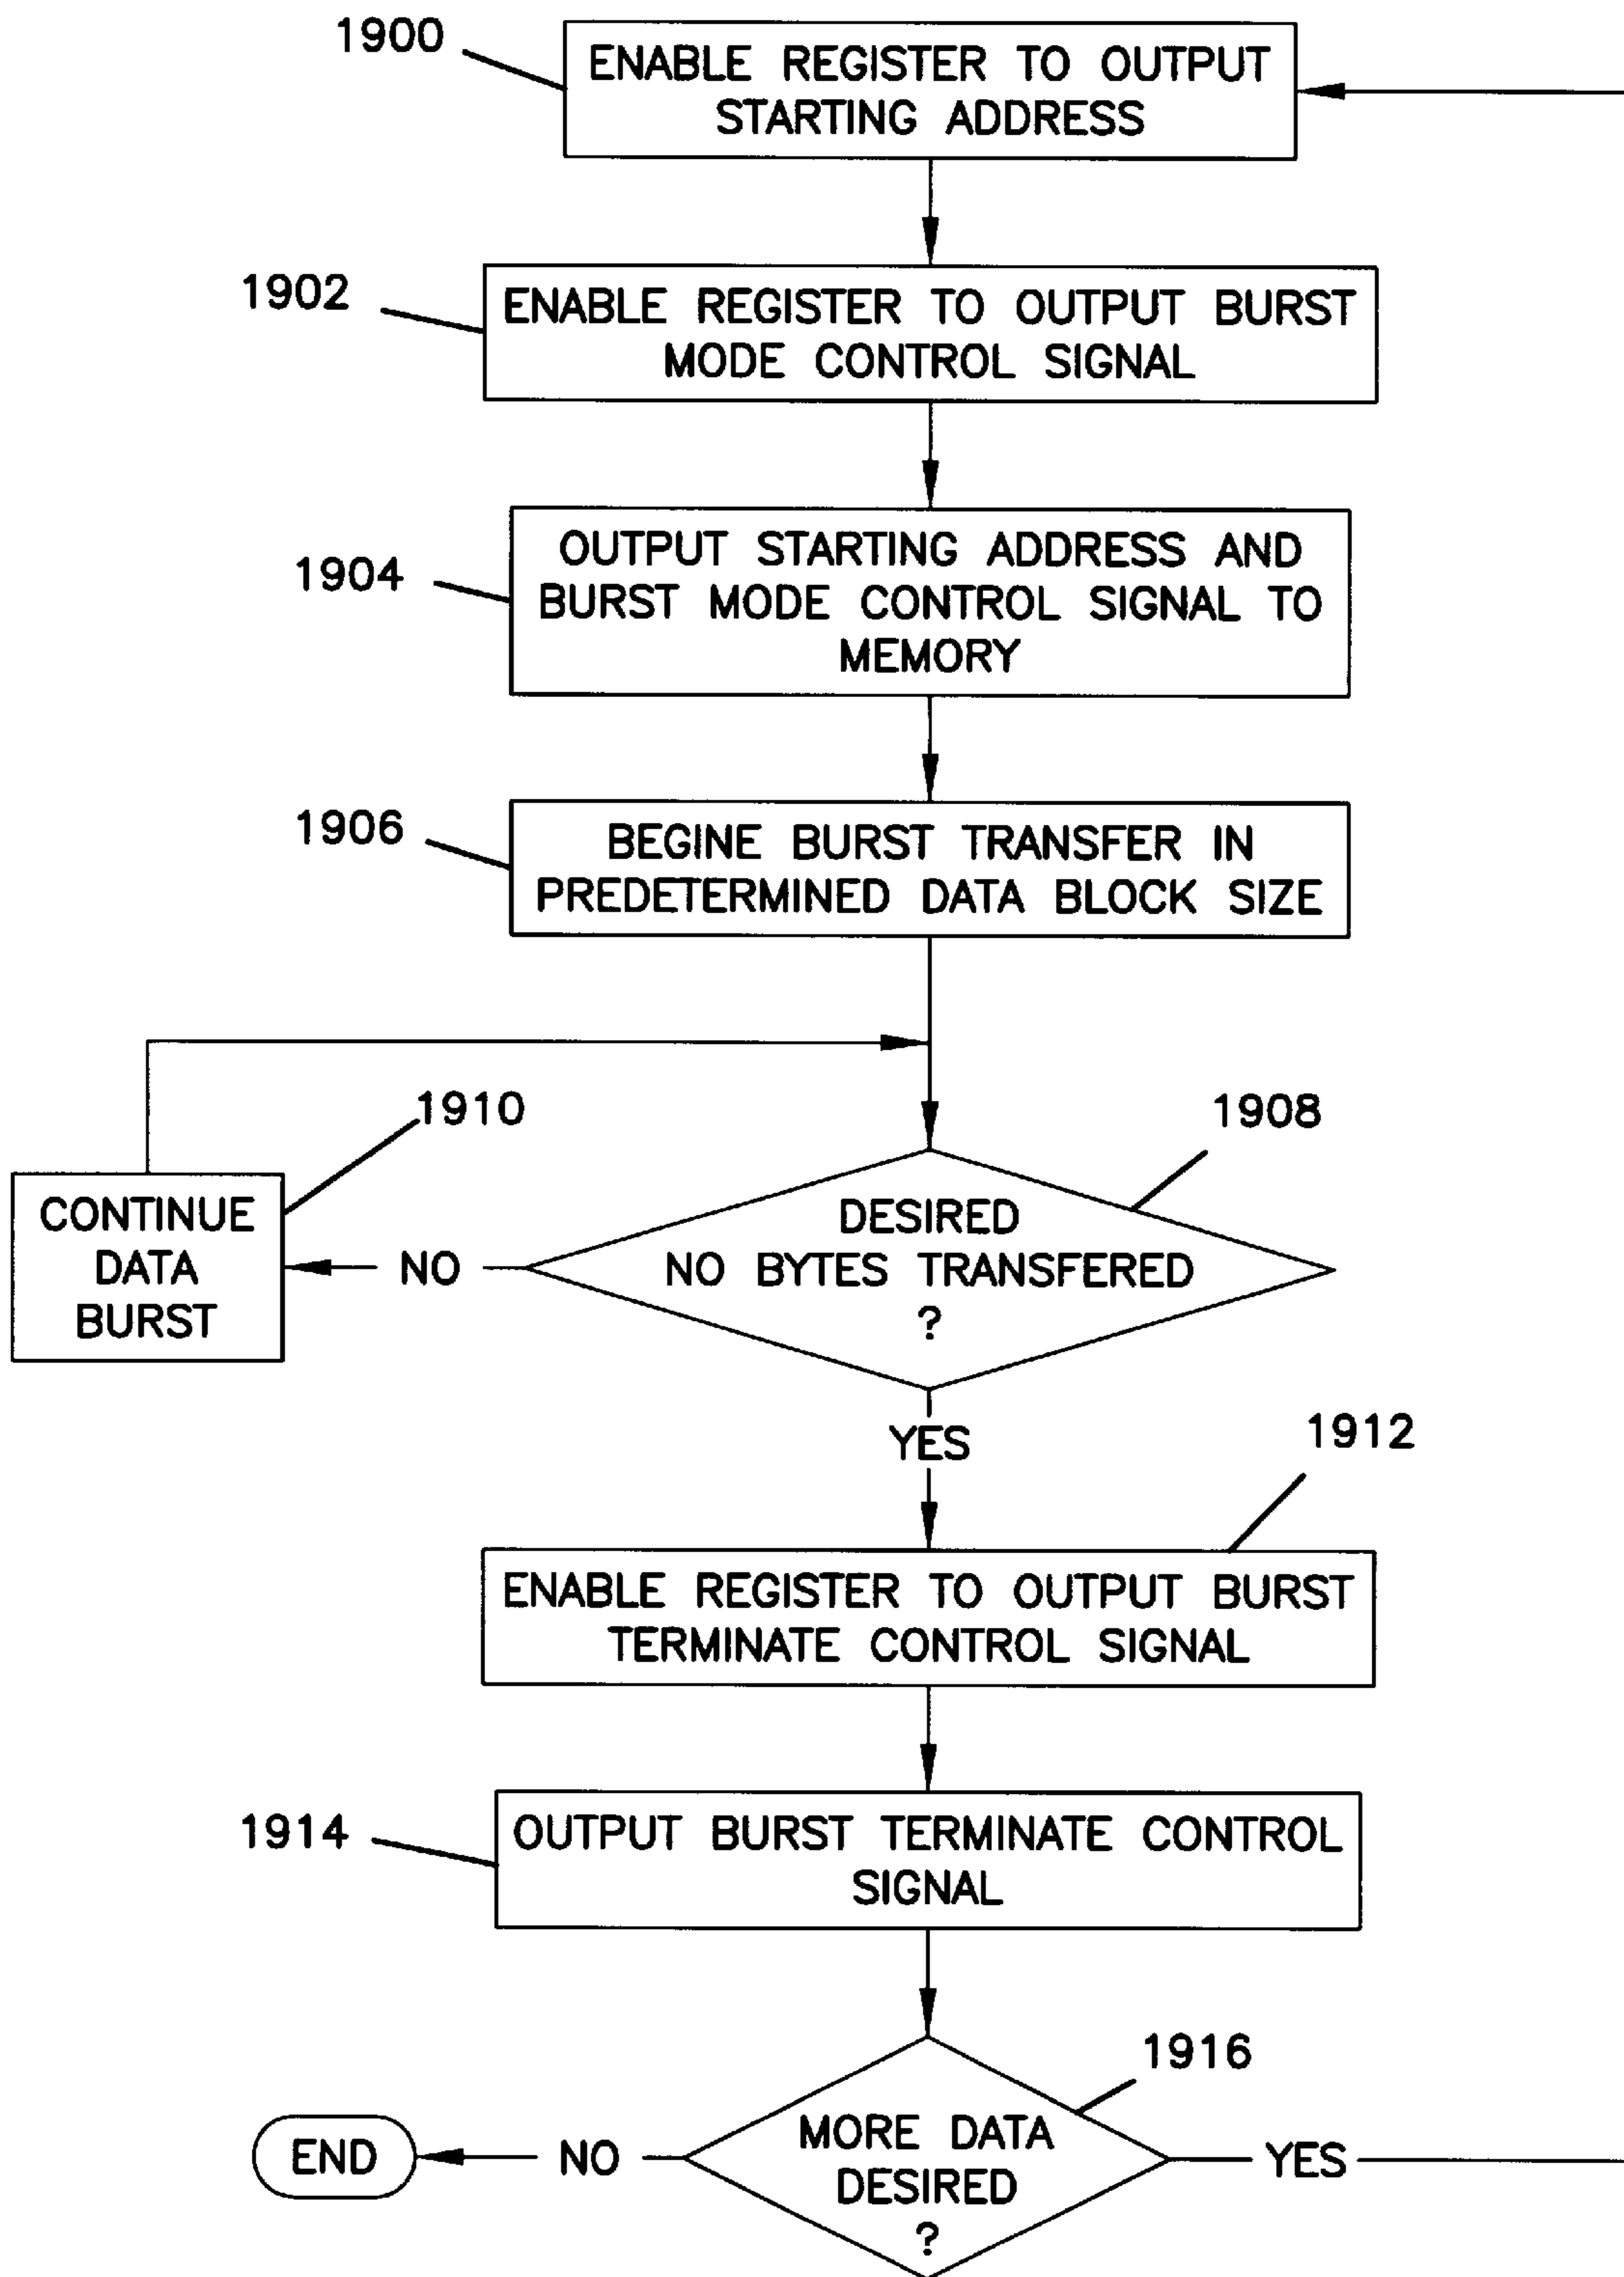 1900
ENABLE REGISTER TO OUTPUT
STARTING ADDRESS
1902
ENABLE REGISTER TO OUTPUT BURST
MODE CONTROL SIGNAL
1904
OUTPUT STARTING ADDRESS AND
BURST MODE CONTROL SIGNAL TO
MEMORY
1906
BEGINE BURST TRANSFER IN
PREDETERMINED DATA BLOCK SIZE
1910
1908
CONTINUE
DATA
BURST
NO
DESIRED
NO BYTES TRANSFERED
?
YES
1912
ENABLE REGISTER TO OUTPUT BURST
TERMINATE CONTROL SIGNAL
1914
OUTPUT BURST TERMINATE CONTROL
SIGNAL
1916
END
NO
MORE DATA
DESIRED
?
YES